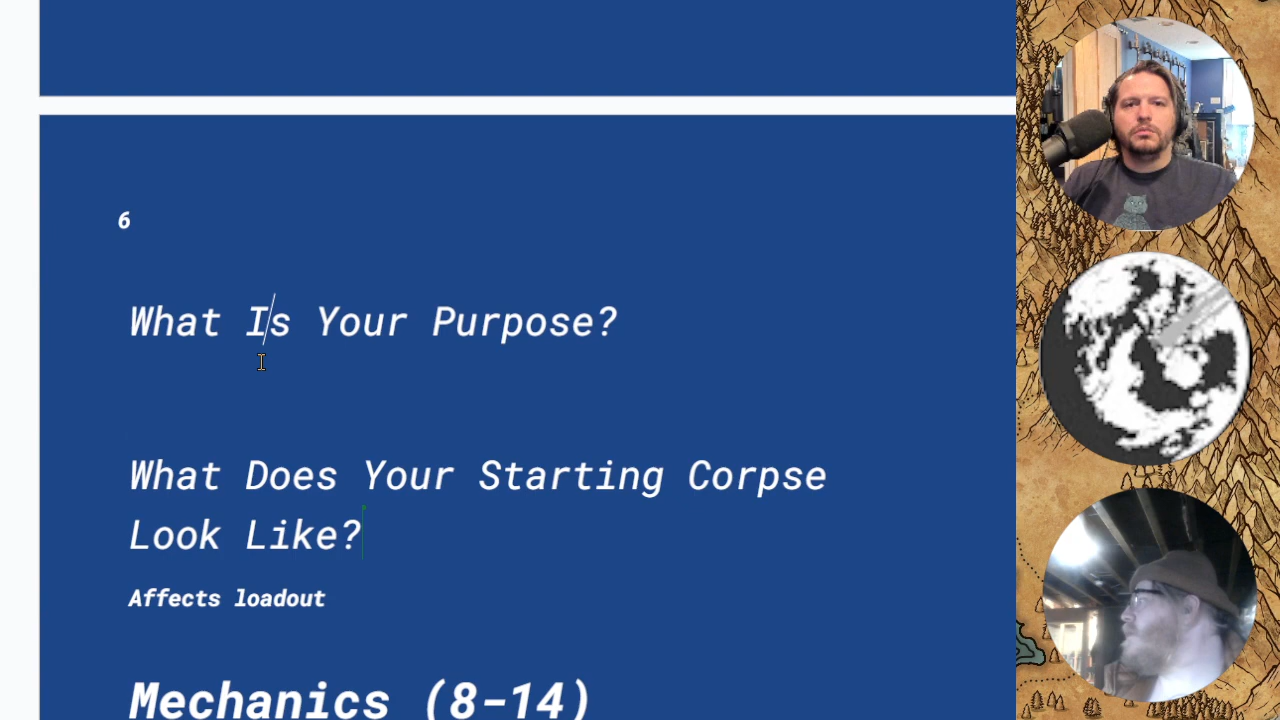 6
What Is Your Purpose?
What Does Your Starting Corpse
Look Like?
Affects loadout
Mechanics (8-14)